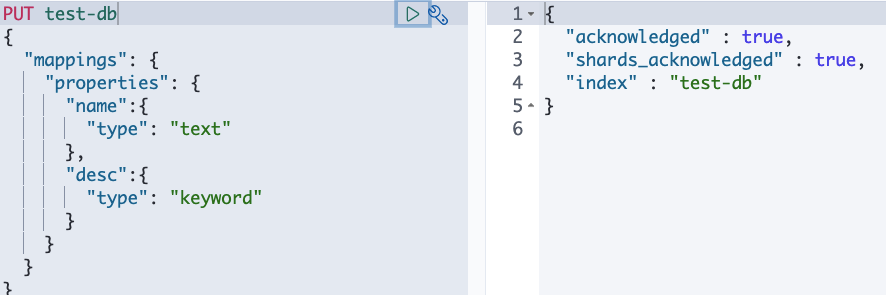 PUT test-db
{
  "mappings": {
    "properties": {
      "name":{
        "type": "text"
      },
      "desc":{
        "type": "keyword"
      }
    }
  }
}
1 {
2   "acknowledged" : true,
3   "shards_acknowledged" : true,
4   "index" : "test-db"
5 }
6